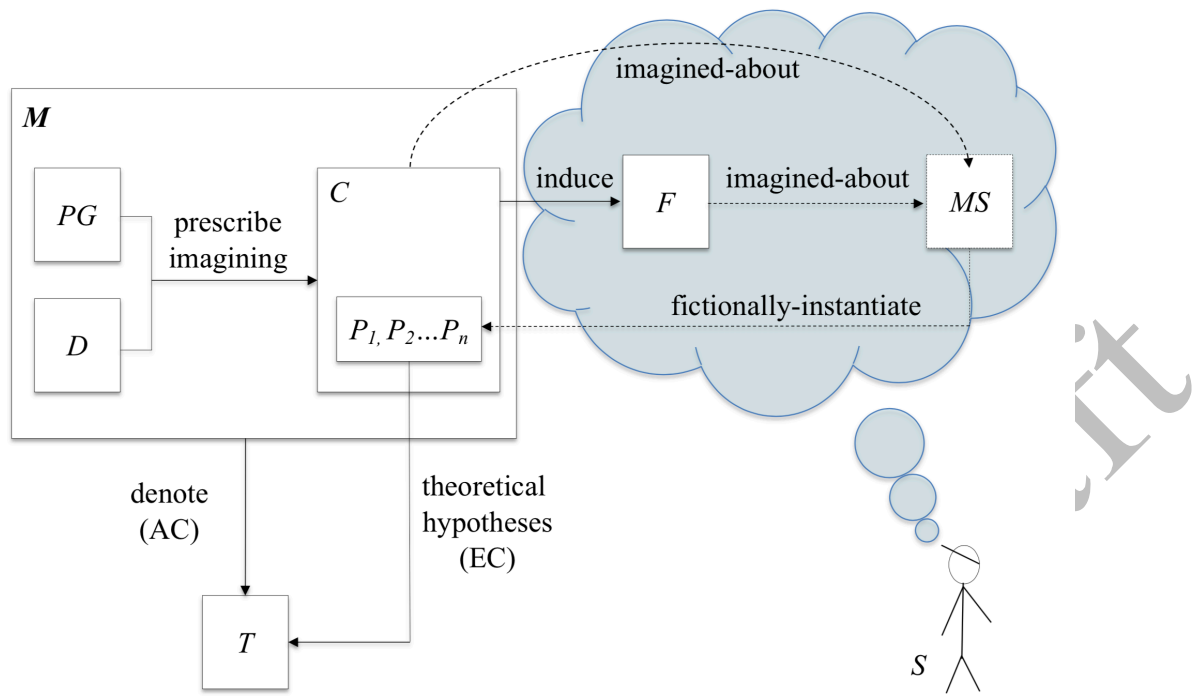 imagined-about
M
PG
D
prescribe
imagining
C
P1, P2...Pn
induce
F
imagined-about
MS
fictionally-instantiate
denote
(AC)
theoretical
hypotheses
(EC)
T
S